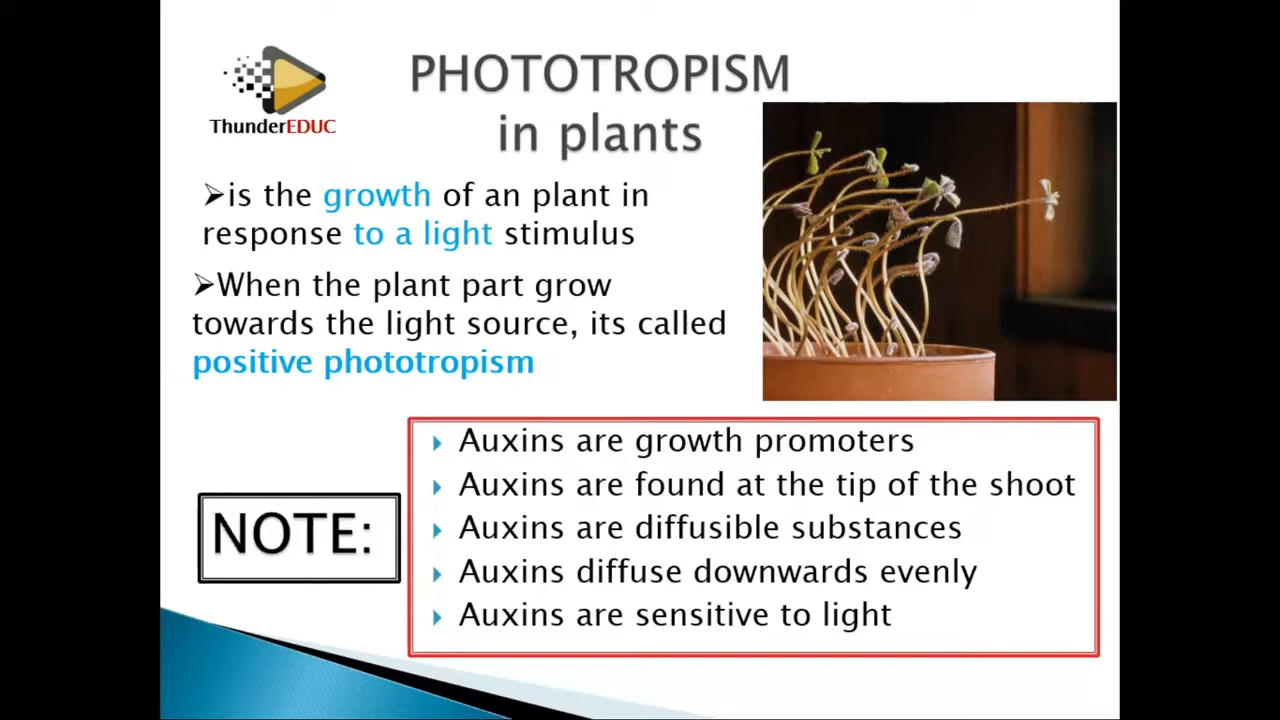 PHOTOTROPISM
in plants
ThunderEDUC
➢is the growth of an plant in
response to a light stimulus
➢When the plant part grow
towards the light source, its called
positive phototropism
NOTE:
Auxins are growth promoters
Auxins are found at the tip of the shoot
Auxins are diffusible substances
Auxins diffuse downwards evenly
Auxins are sensitive to light